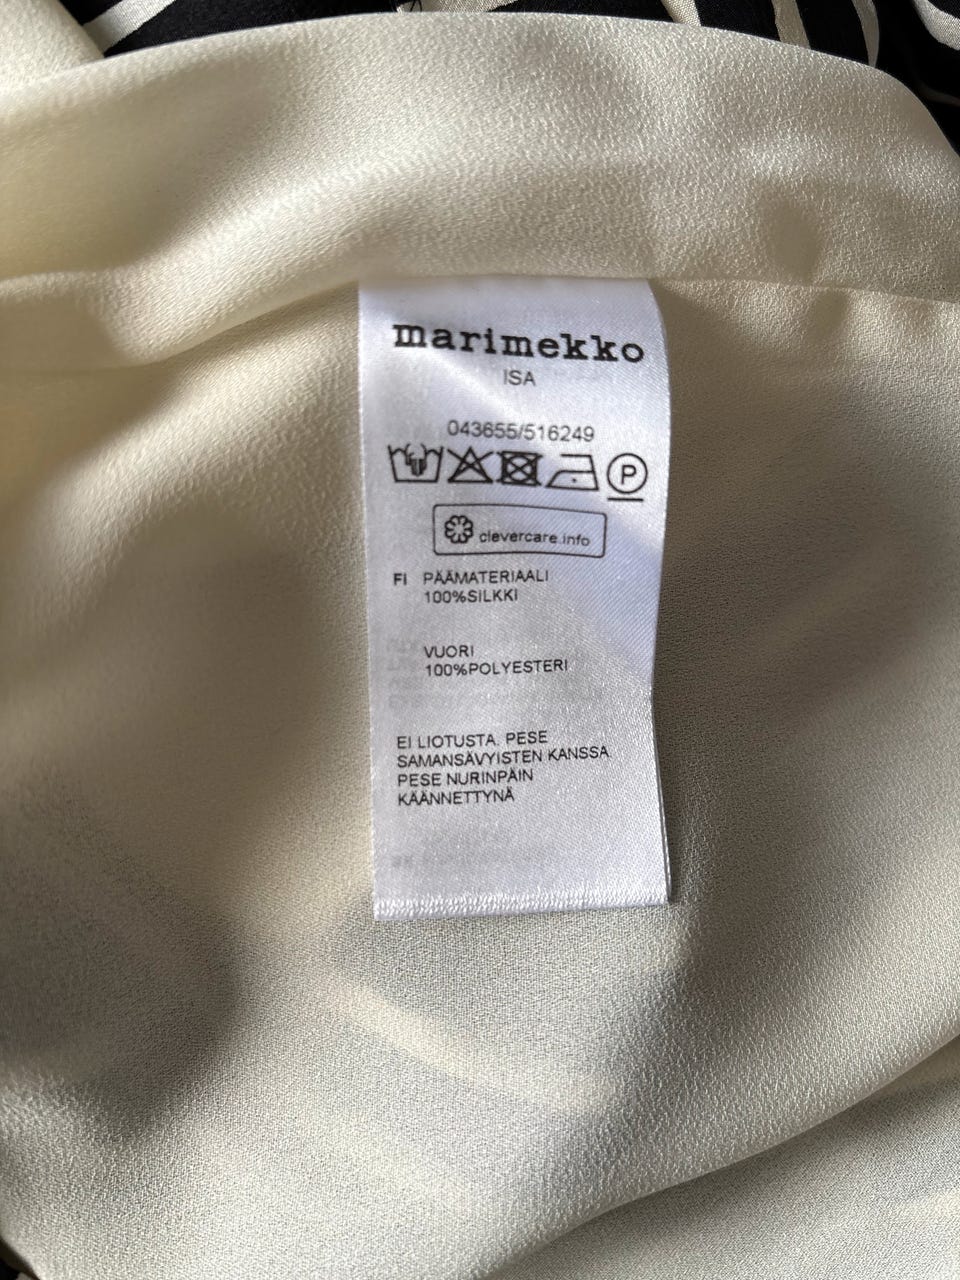 marimekko
ISA
043655/516249
P
clevercare.info
FI PÄÄMATERIAALI
100%SILKKI
VUORI
100%POLYESTERI
EI LIOTUSTA. PESE
SAMANSÄVYISTEN KANSSA
PESE NURINPÄIN
KÄÄNNETTYNÄ